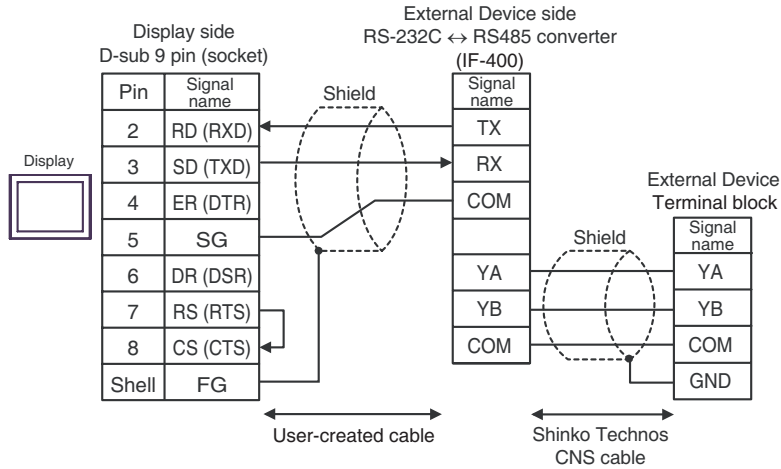 Display side
D-sub 9 pin (socket)
External Device side
RS-232C ↔ RS485 converter
(IF-400)
Pin Signal name
2 RD (RXD)
3 SD (TXD)
4 ER (DTR)
5 SG
6 DR (DSR)
7 RS (RTS)
8 CS (CTS)
Shell FG
Display
Shield
Signal name
TX
RX
COM
YA
YB
COM
Shield
External Device
Terminal block
Signal name
YA
YB
COM
GND
User-created cable
Shinko Technos
CNS cable